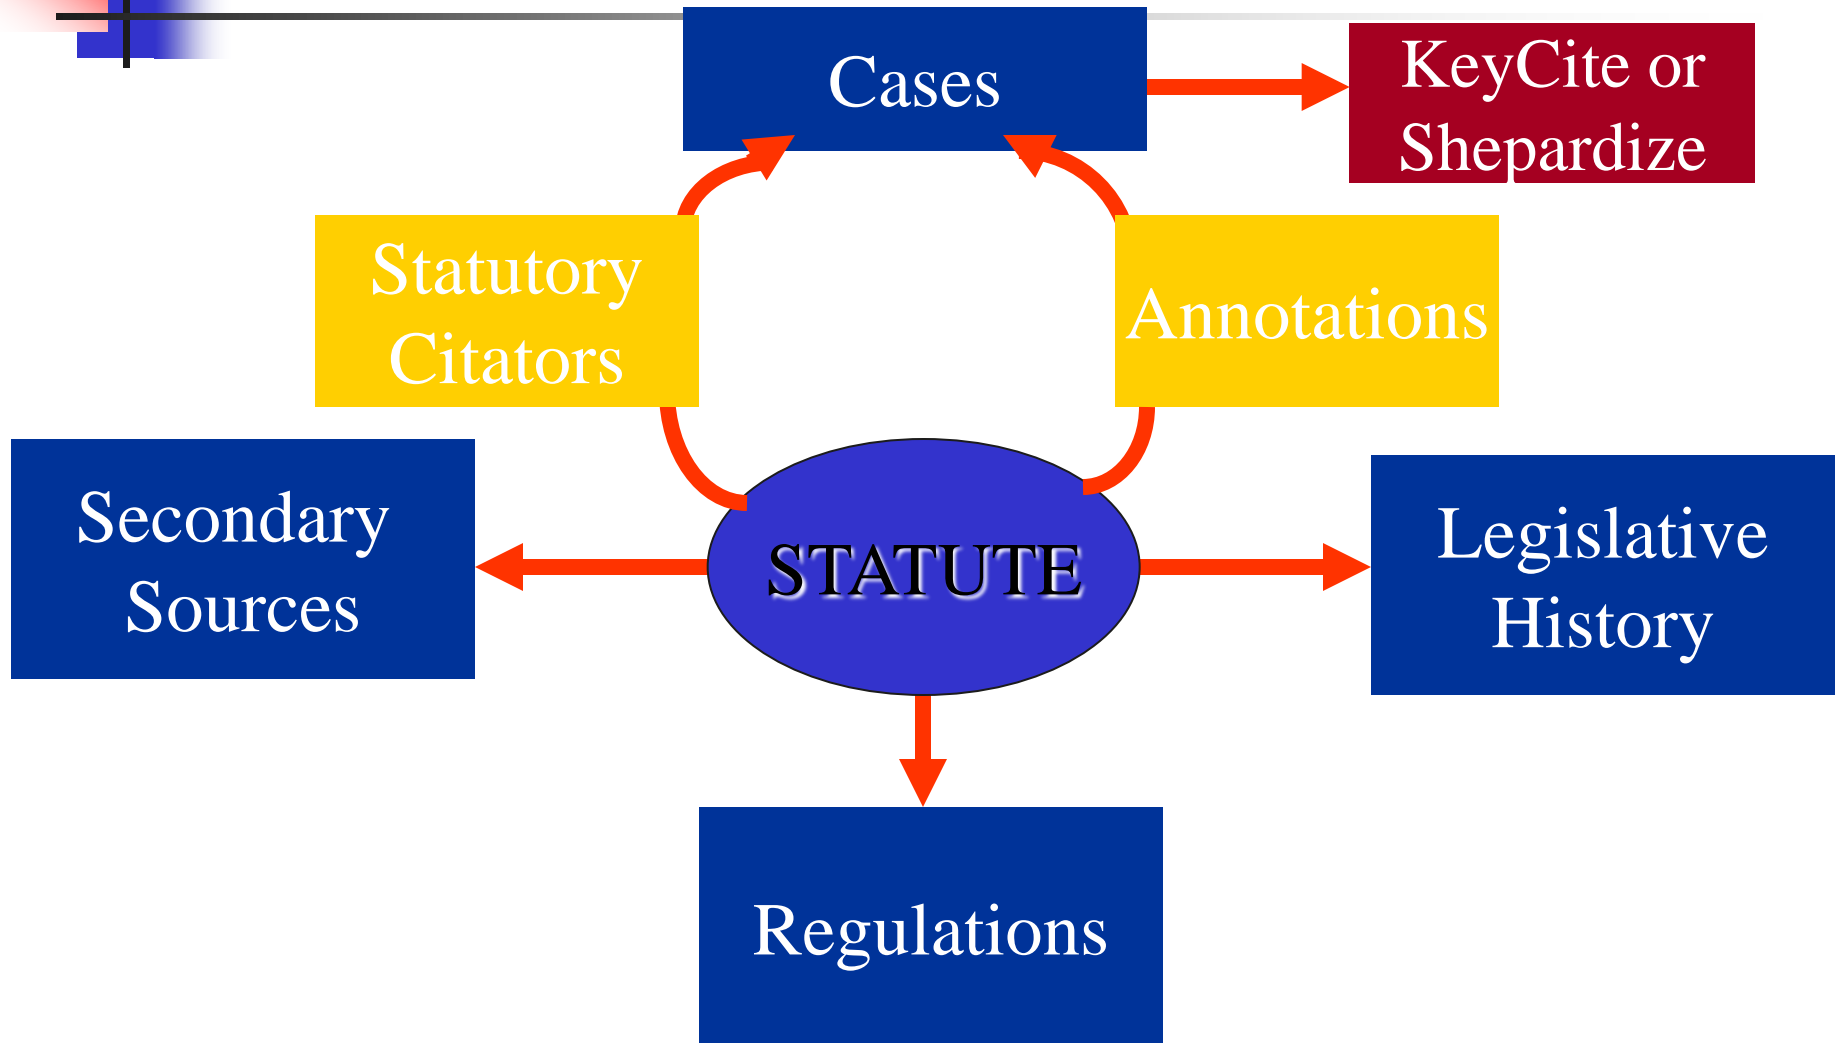 Cases
KeyCite or
Shepardize
Statutory
Citators
Annotations
Secondary
Sources
STATUTE
Legislative
History
Regulations